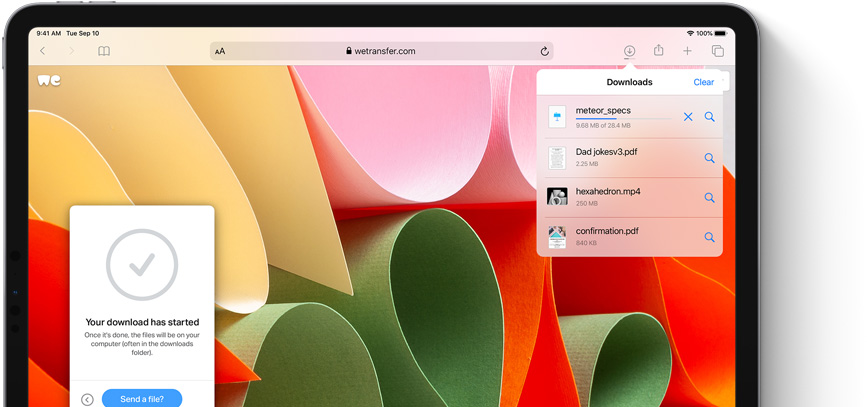 9:41 AM Tue Sep 10
100%
AA
wetransfer.com
we
Downloads
Clear
meteor_specs
9.68 MB of 28.4 MB
Dad jokesv3.pdf
2.25 MB
hexahedron.mp4
250 MB
confirmation.pdf
840 KB
Your download has started
Once it's done, the files will be on your
computer (often in the downloads
folder).
Send a file?